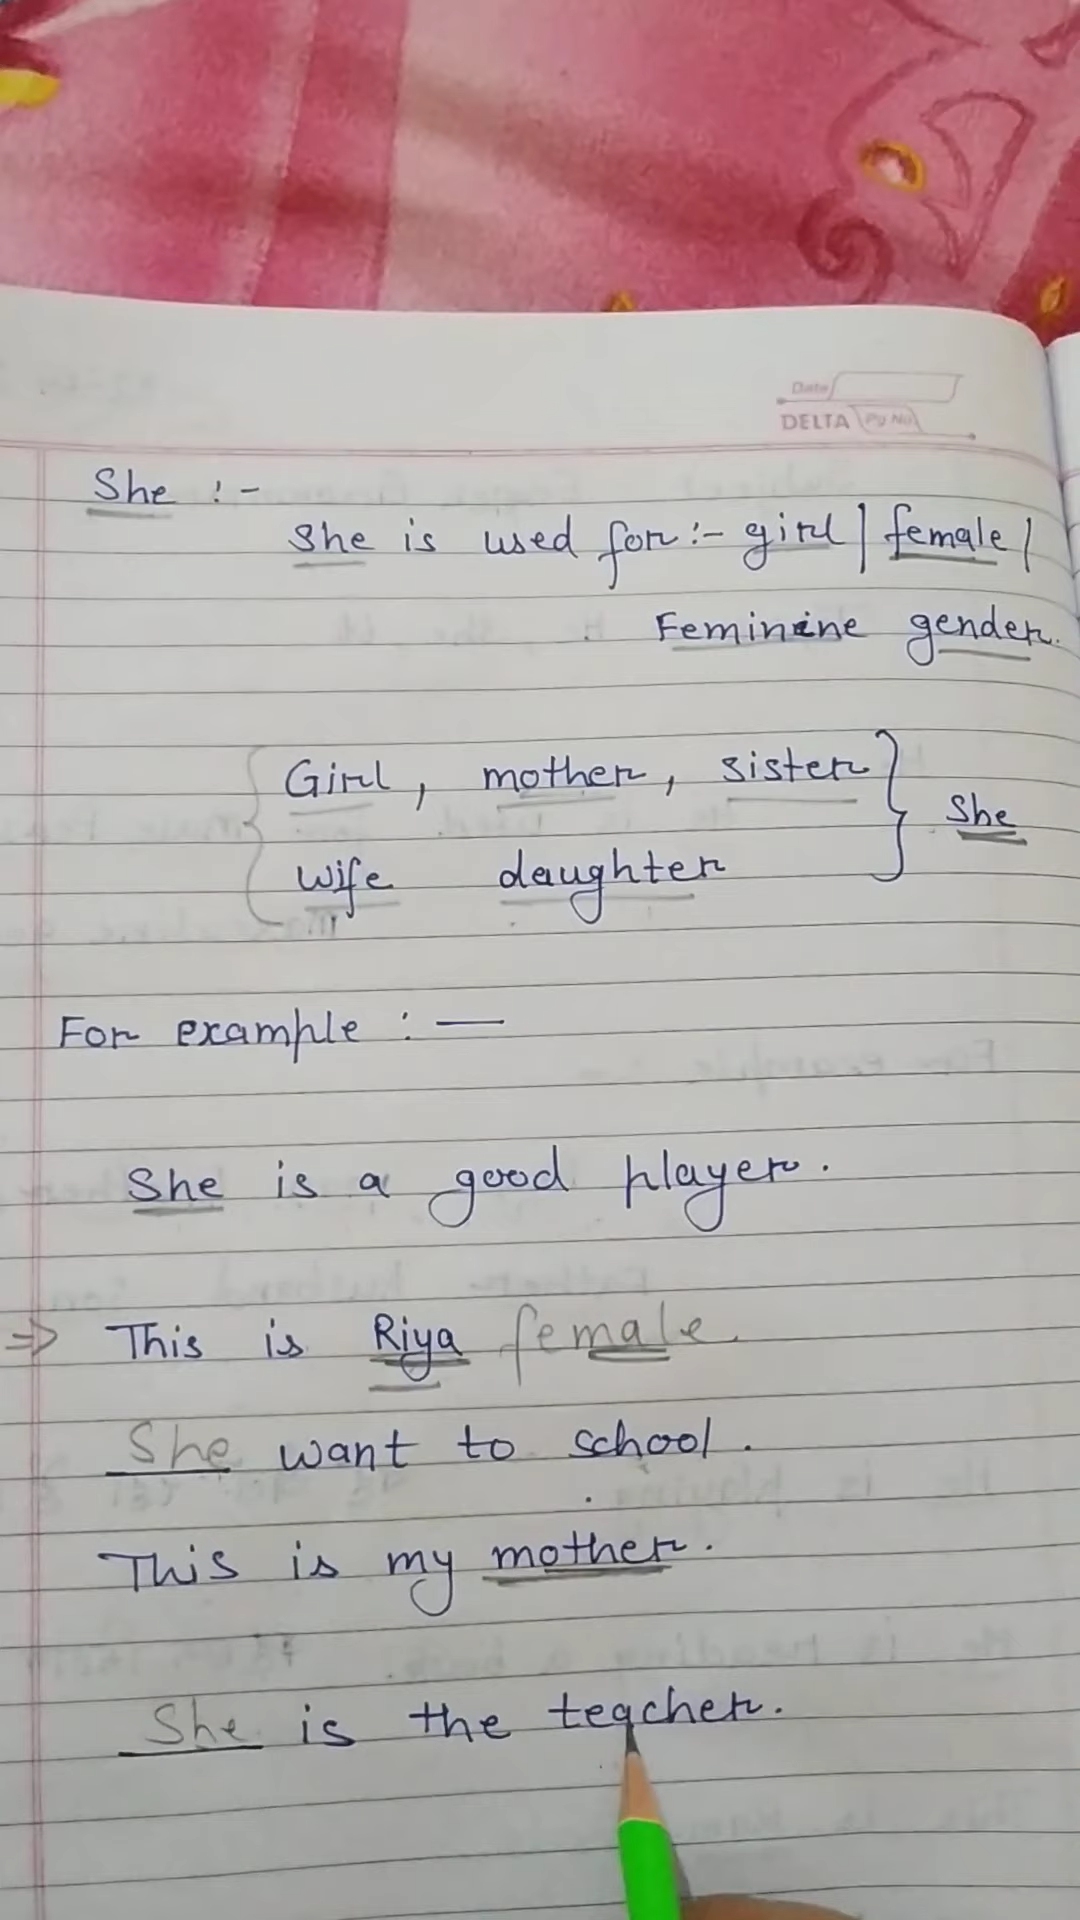 Date
DELTA Pg No
She :-
She is used for :- girl | female |
Feminine gender.
Girl , mother , sister
She
wife daughter
For example : —
She is a good player .
⇒ This is Riya female .
She want to school .
This is my mother .
She is the teacher .